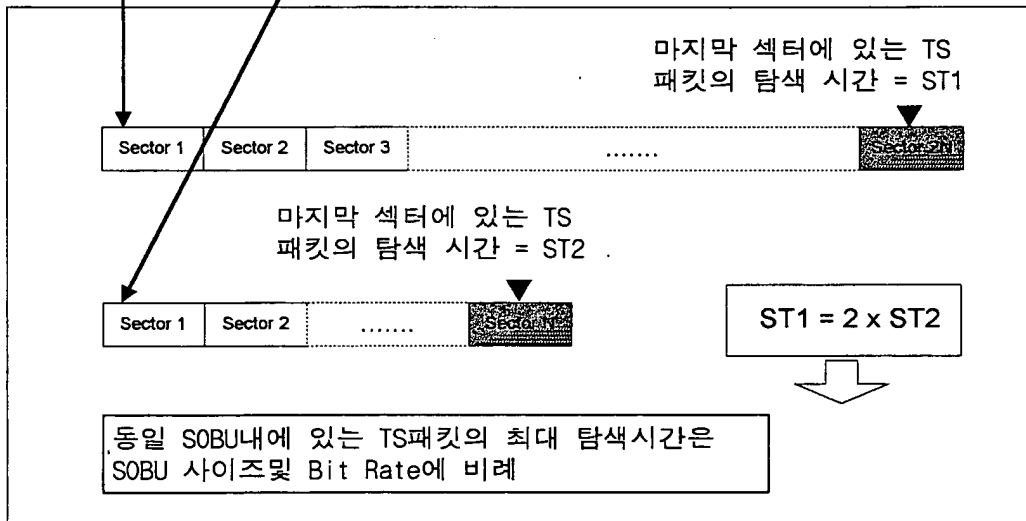 마지막 섹터에 있는 TS
패킷의 탐색 시간 = ST1
Sector 1 Sector 2 Sector 3 ....... Sector 2N
마지막 섹터에 있는 TS
패킷의 탐색 시간 = ST2
Sector 1 Sector 2 ....... Sector N
ST1 = 2 x ST2
동일 SOBU내에 있는 TS패킷의 최대 탐색시간은
SOBU 사이즈및 Bit Rate에 비례